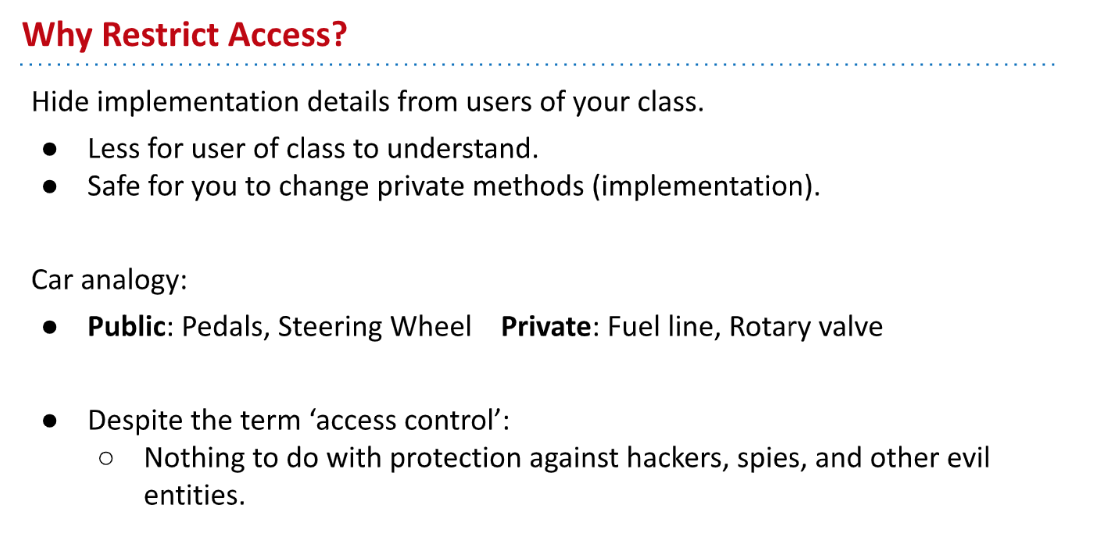 Why Restrict Access?
Hide implementation details from users of your class.
● Less for user of class to understand.
● Safe for you to change private methods (implementation).
Car analogy:
● Public: Pedals, Steering Wheel Private: Fuel line, Rotary valve
● Despite the term ‘access control’:
○ Nothing to do with protection against hackers, spies, and other evil
entities.